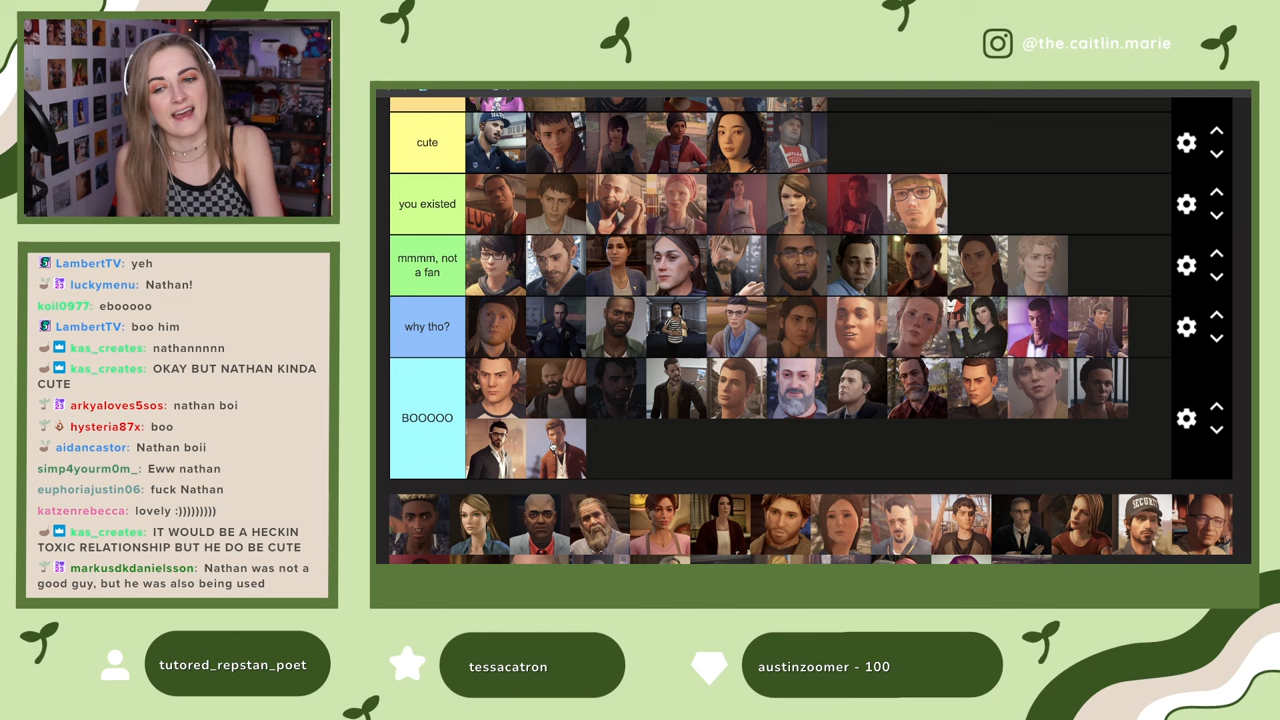 @the.caitlin.marie
LambertTV: yeh
luckymenu: Nathan!
koil0977: ebooooo
LambertTV: boo him
kas_creates: nathannnnn
kas_creates: OKAY BUT NATHAN KINDA
CUTE
arkyaloves5sos: nathan boi
hysteria87x: boo
aidancastor: Nathan boii
simp4yourm0m_: Eww nathan
euphoriajustin06: fuck Nathan
katzenrebecca: lovely :)))))))))
kas_creates: IT WOULD BE A HECKIN
TOXIC RELATIONSHIP BUT HE DO BE CUTE
markusdkdanielsson: Nathan was not a
good guy, but he was also being used
cute
you existed
mmmm, not
a fan
why tho?
BOOOOO
SECURITY
tutored_repstan_poet
tessacatron
austinzoomer - 100